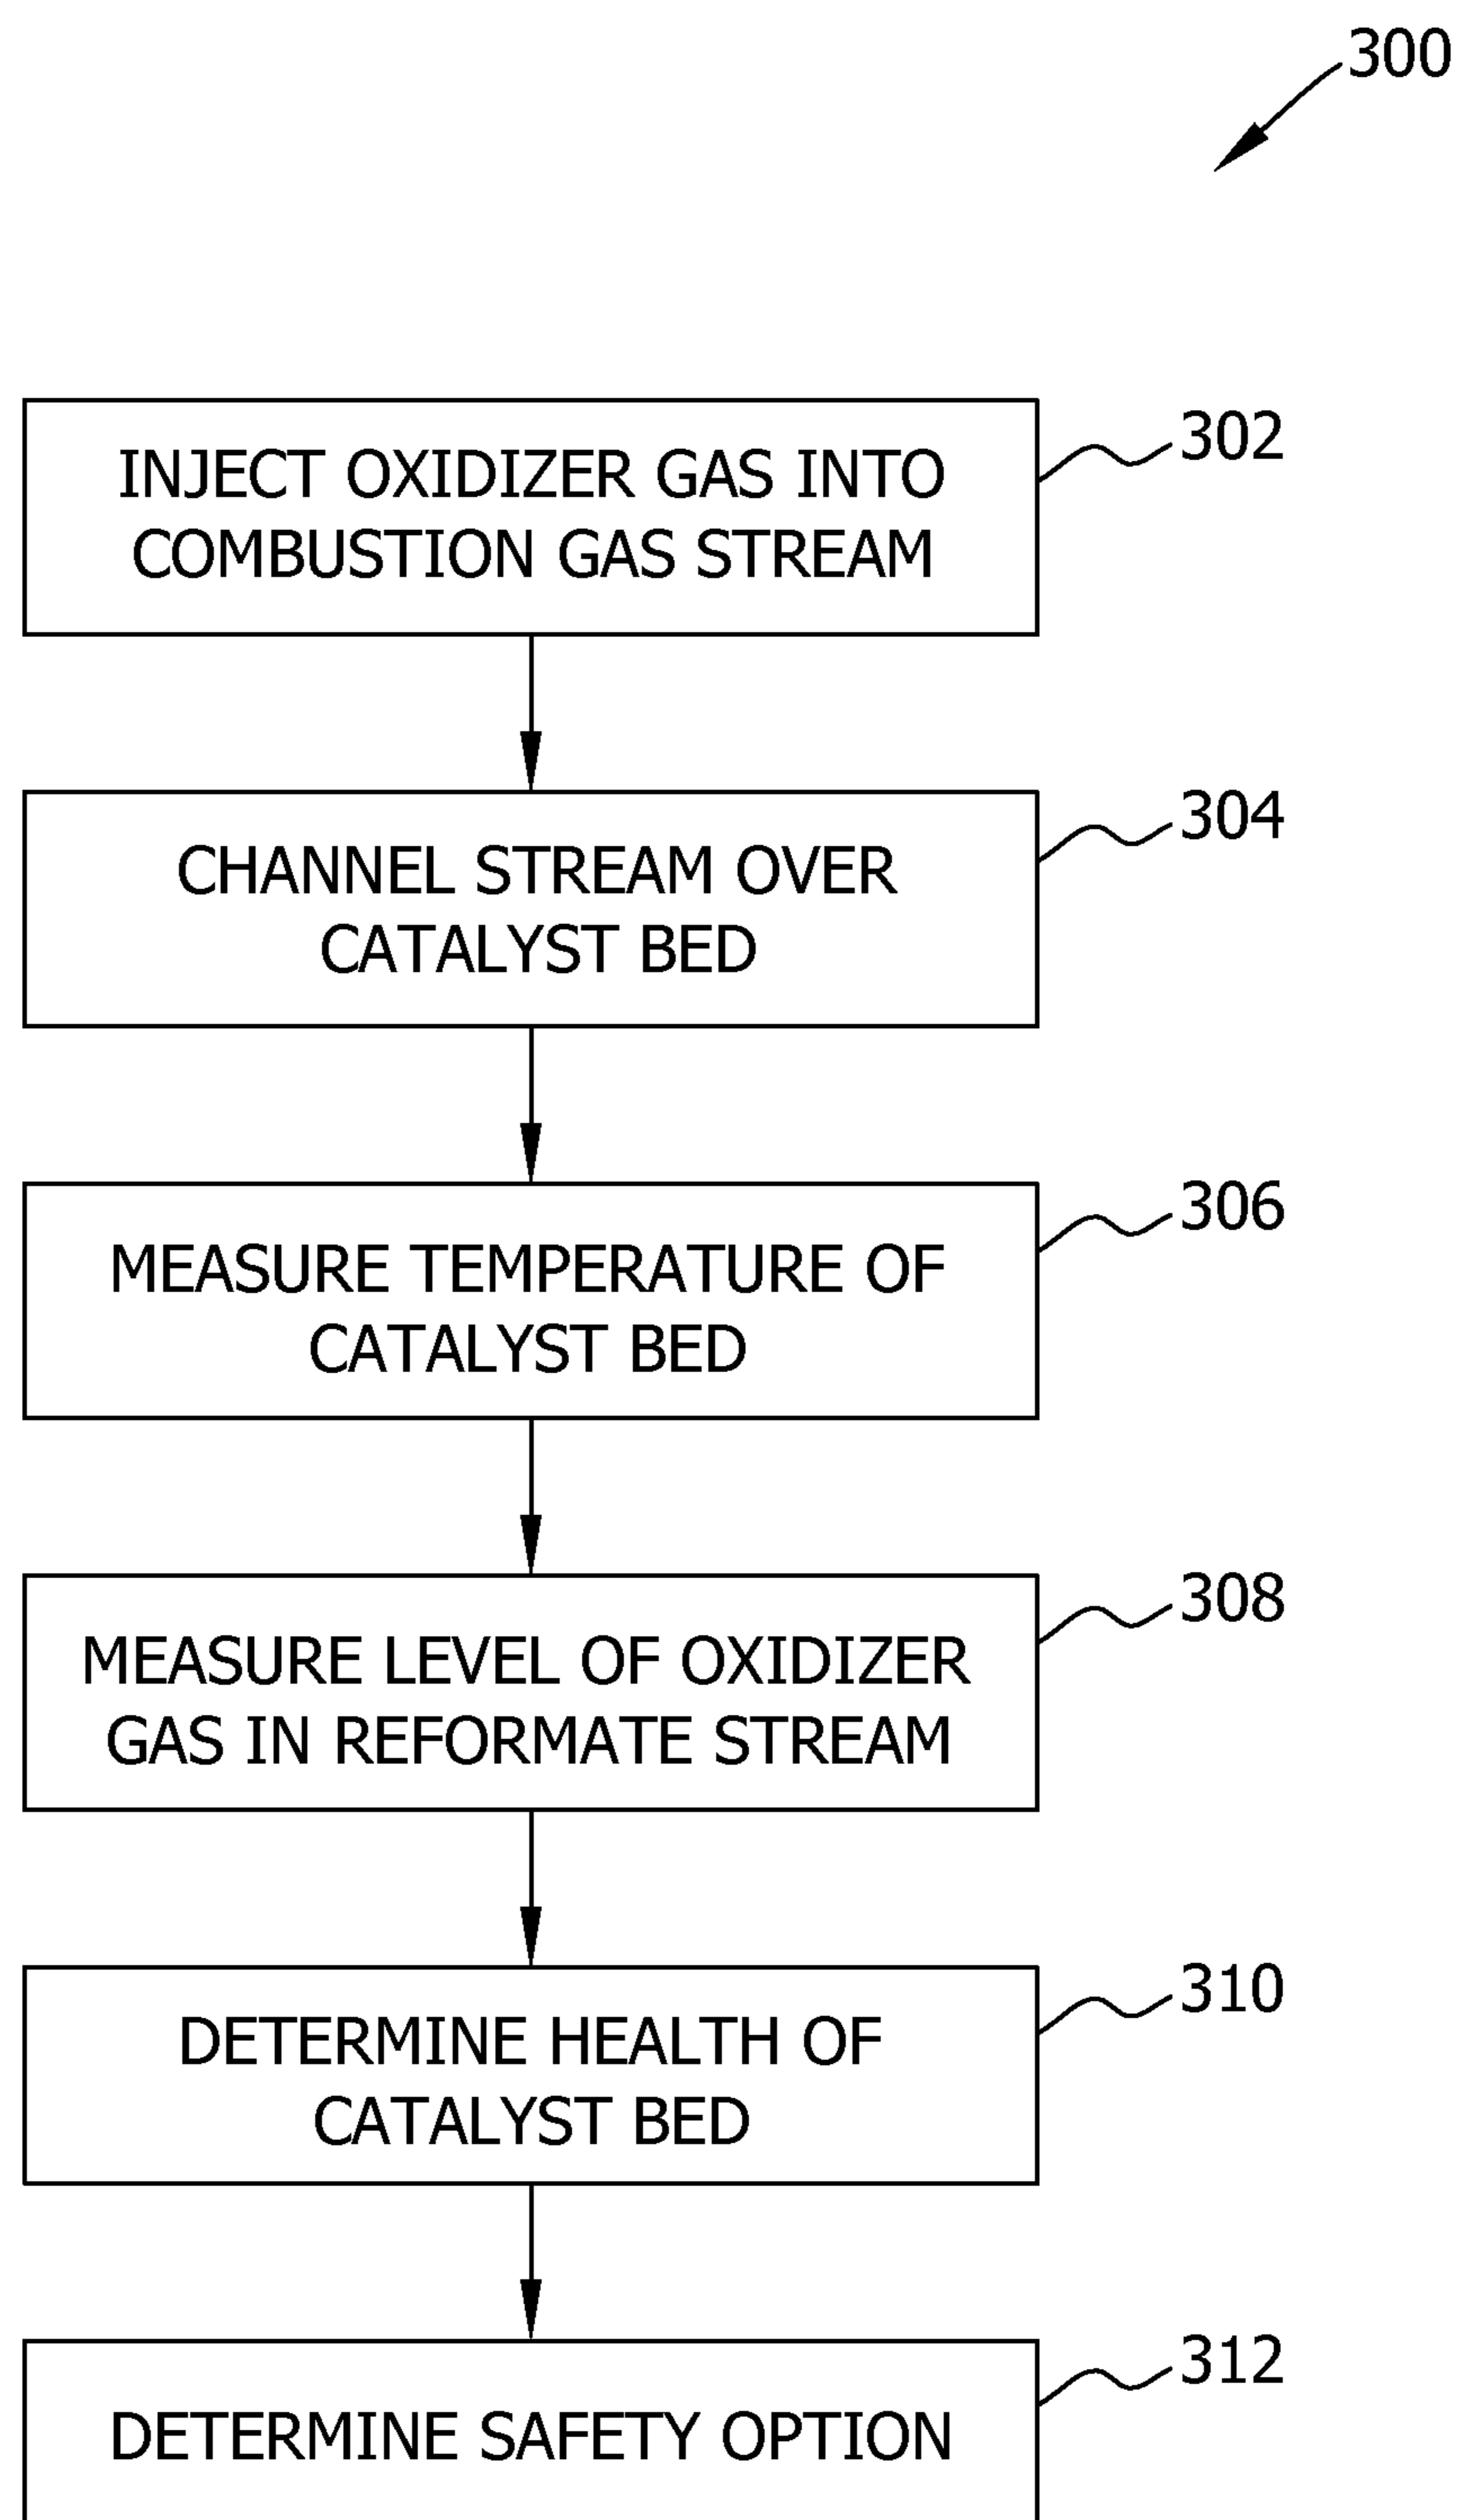 300
INJECT OXIDIZER GAS INTO
COMBUSTION GAS STREAM
302
CHANNEL STREAM OVER
CATALYST BED
304
MEASURE TEMPERATURE OF
CATALYST BED
306
MEASURE LEVEL OF OXIDIZER
GAS IN REFORMATE STREAM
308
DETERMINE HEALTH OF
CATALYST BED
310
DETERMINE SAFETY OPTION
312